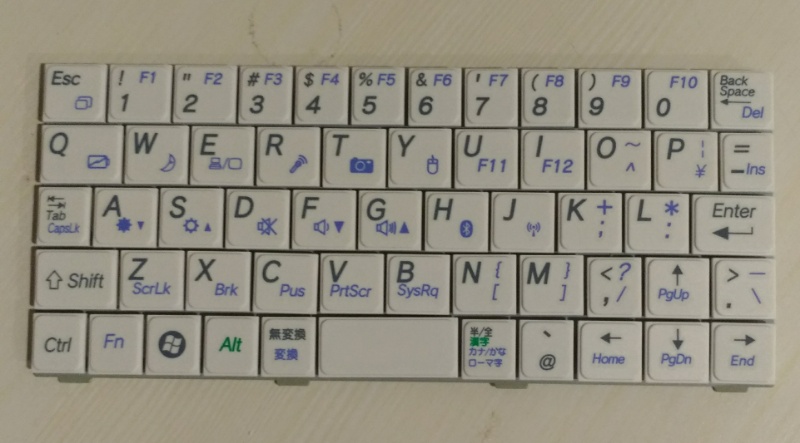 Esc ! F1 " F2 # F3 $ F4 % F5 & F6 ' F7 ( F8 ) F9 F10 Back
1 2 3 4 5 6 7 8 9 0 Space
Del
Q W E R T Y U I O ~ P ¦ =
F11 F12 ^ ¥ - Ins
Tab A S D F G H J K + L * Enter
CapsLk ; :
Shift Z X C V B N { M } < ? > _
ScrLk Brk Pus PrtScr SysRq [ ] , / PgUp . \
Ctrl Fn Alt 無変換 半/全 `
変換 漢字 @ Home PgDn End
カナ/かな
ローマ字